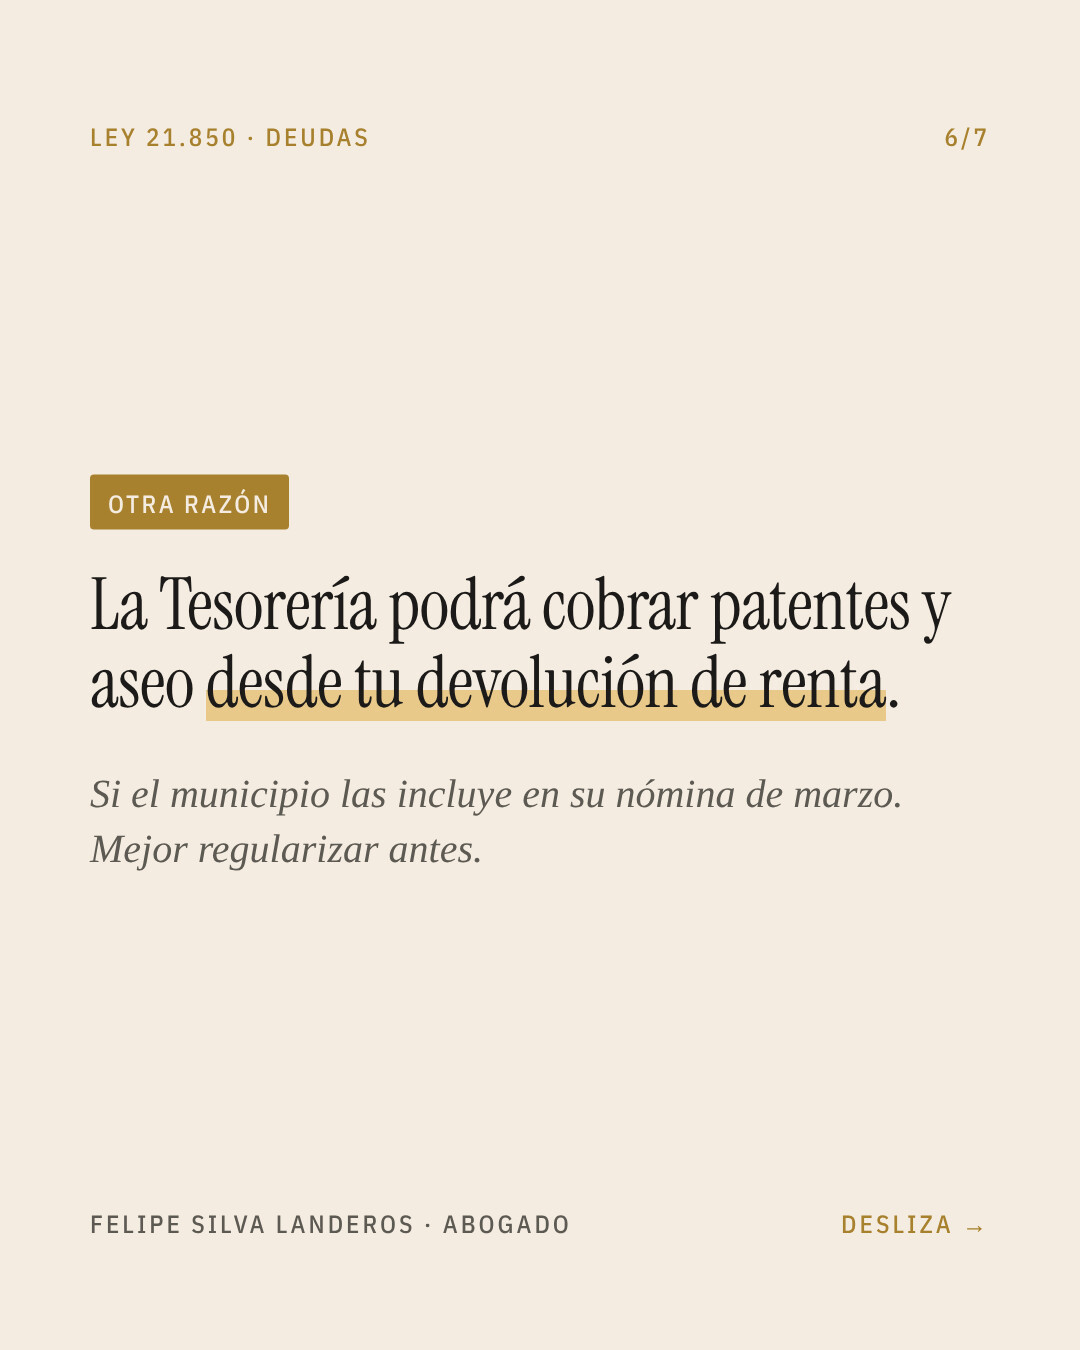 LEY 21.850 · DEUDAS
6/7
OTRA RAZÓN
La Tesorería podrá cobrar patentes y
aseo desde tu devolución de renta.
Si el municipio las incluye en su nómina de marzo.
Mejor regularizar antes.
FELIPE SILVA LANDEROS · ABOGADO
DESLIZA →